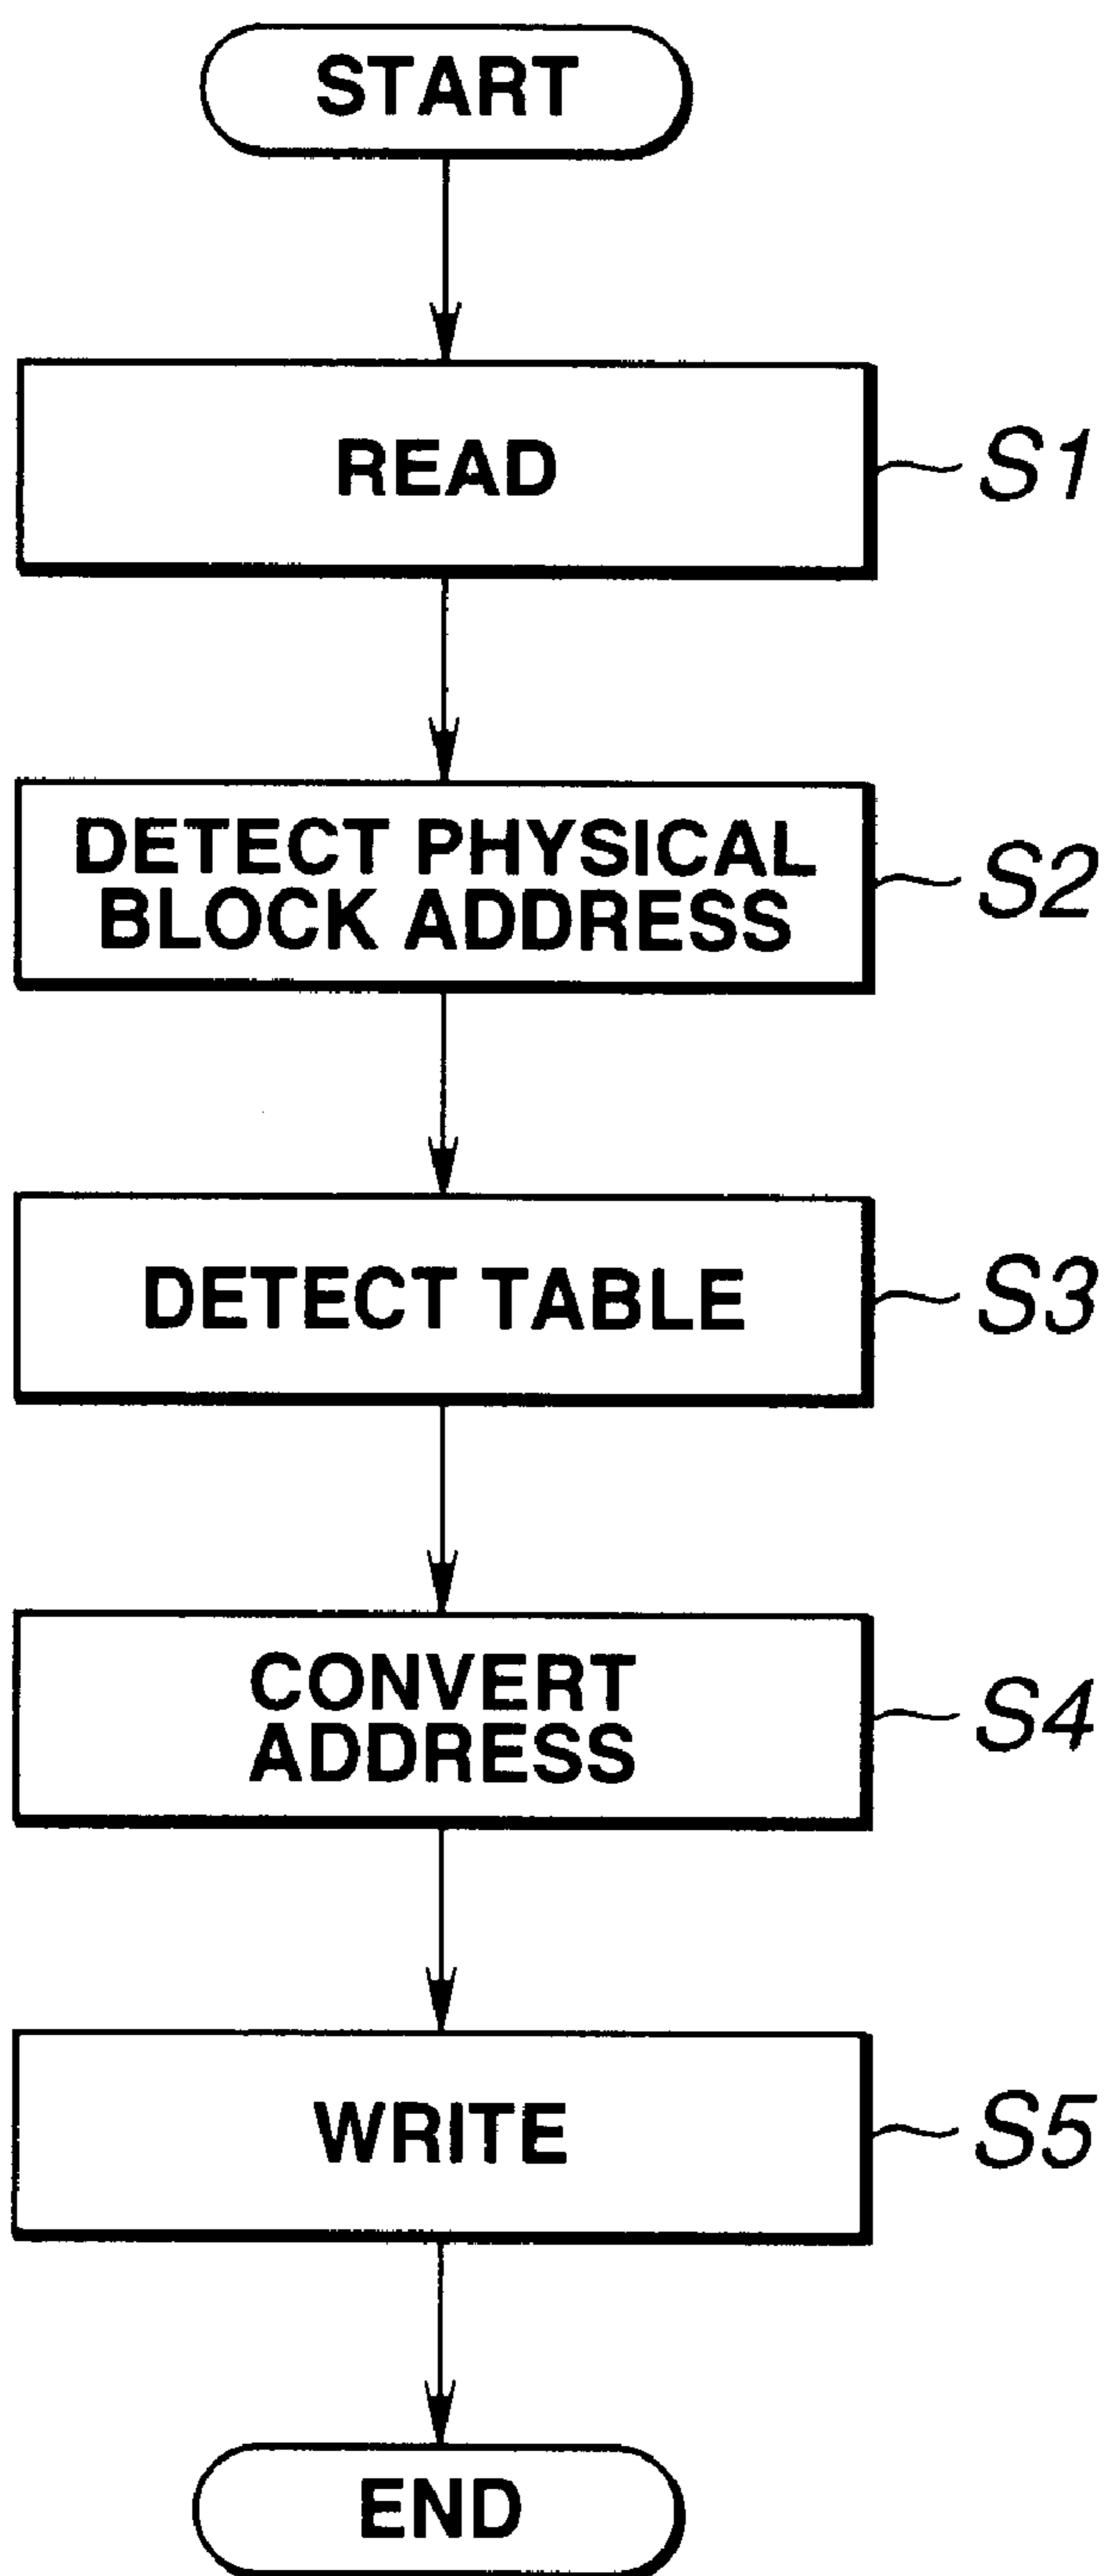 START
READ
S1
DETECT PHYSICAL
BLOCK ADDRESS
S2
DETECT TABLE
S3
CONVERT
ADDRESS
S4
WRITE
S5
END